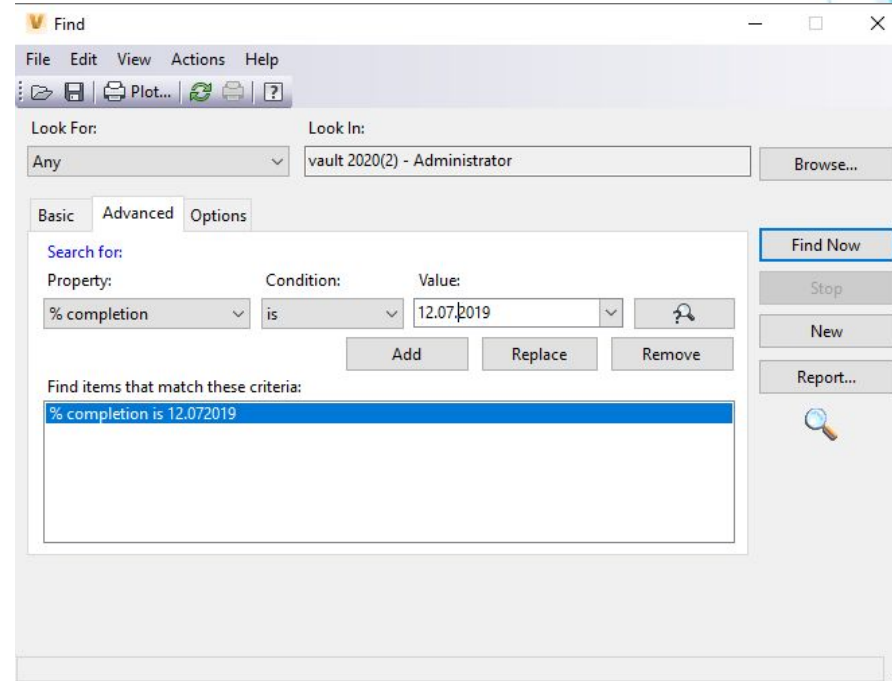 Find
File Edit View Actions Help
Plot...
Look For: Look In:
Any vault 2020(2) - Administrator Browse...
Basic Advanced Options
Search for: Find Now
Property: Condition: Value: Stop
% completion is 12.07.2019
New
Add Replace Remove
Find items that match these criteria: Report...
% completion is 12.072019